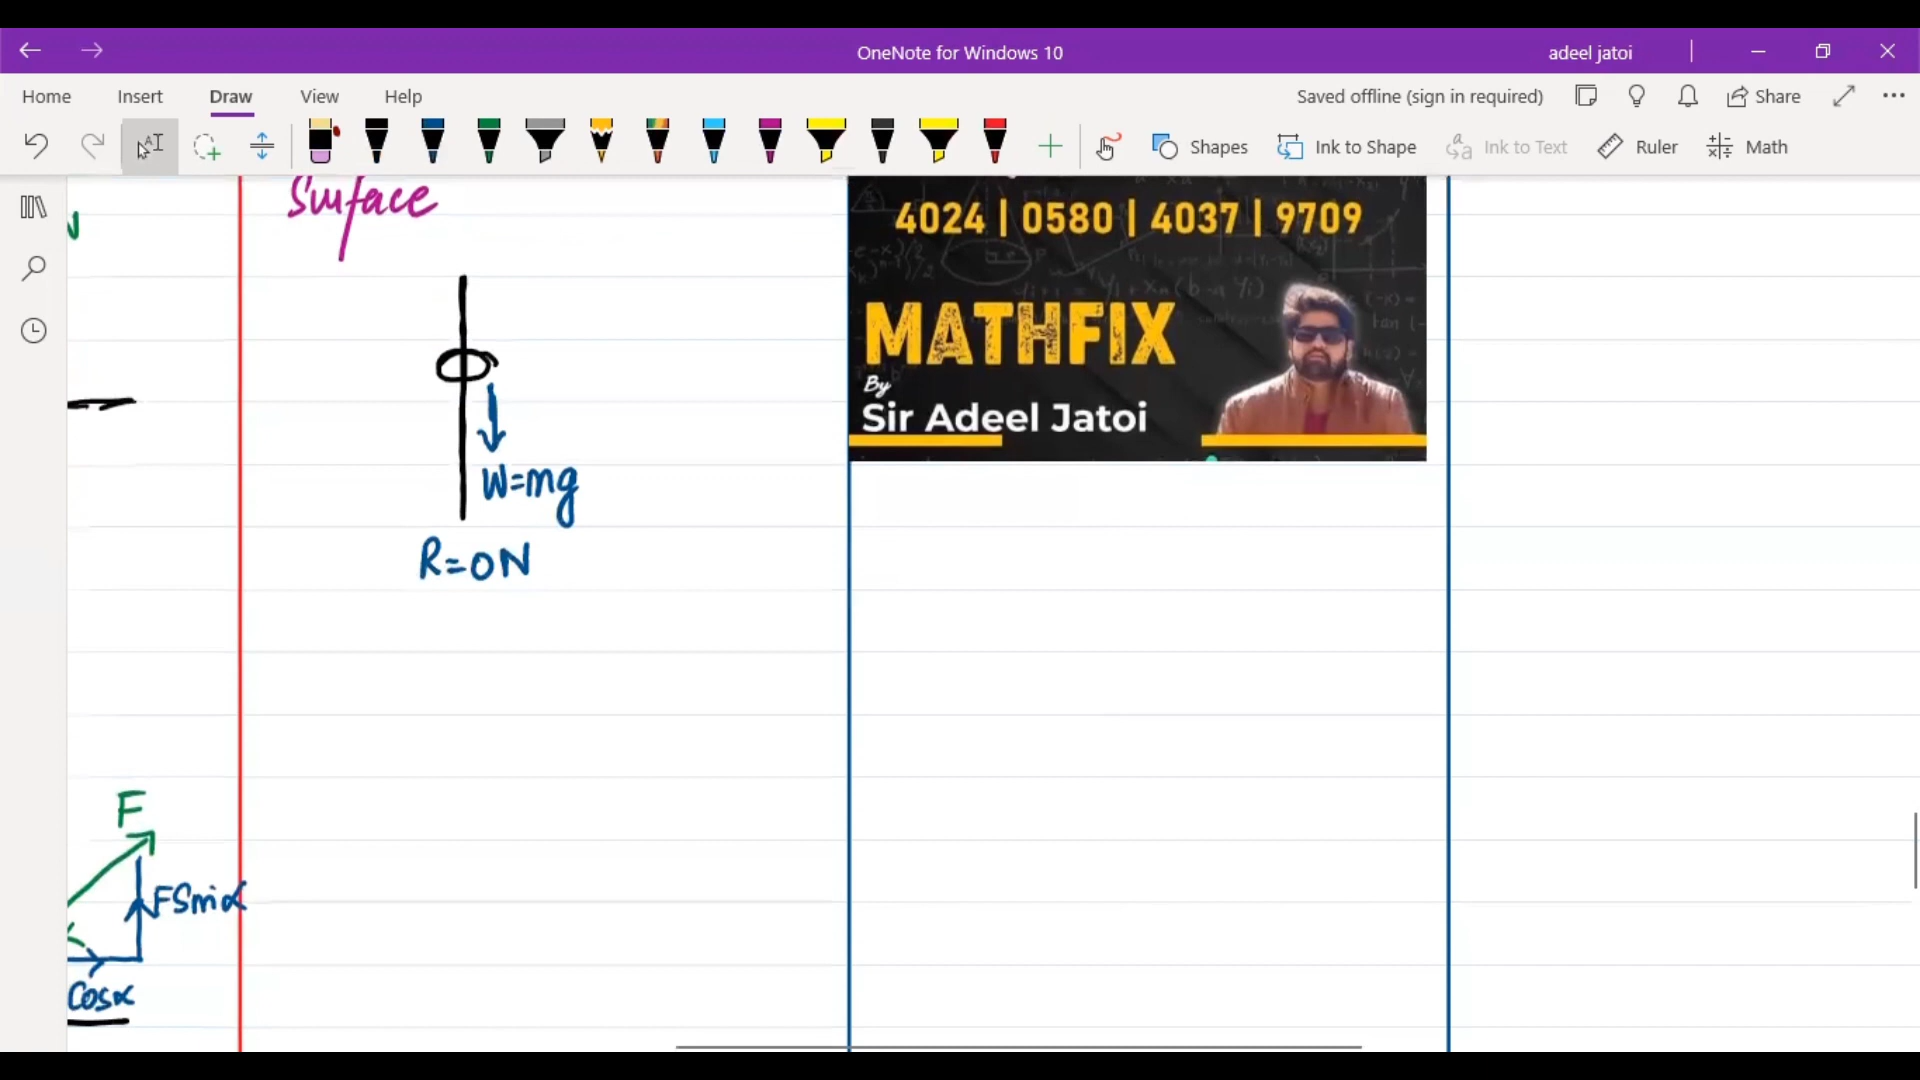 OneNote for Windows 10
adeel jatoi
Home Insert Draw View Help
Saved offline (sign in required)
Share
Shapes
Ink to Shape
Ink to Text
Ruler
Math
Surface
W=mg
R=0N
F
FSinα
Cosα
4024 | 0580 | 4037 | 9709
MATHFIX
By
Sir Adeel Jatoi